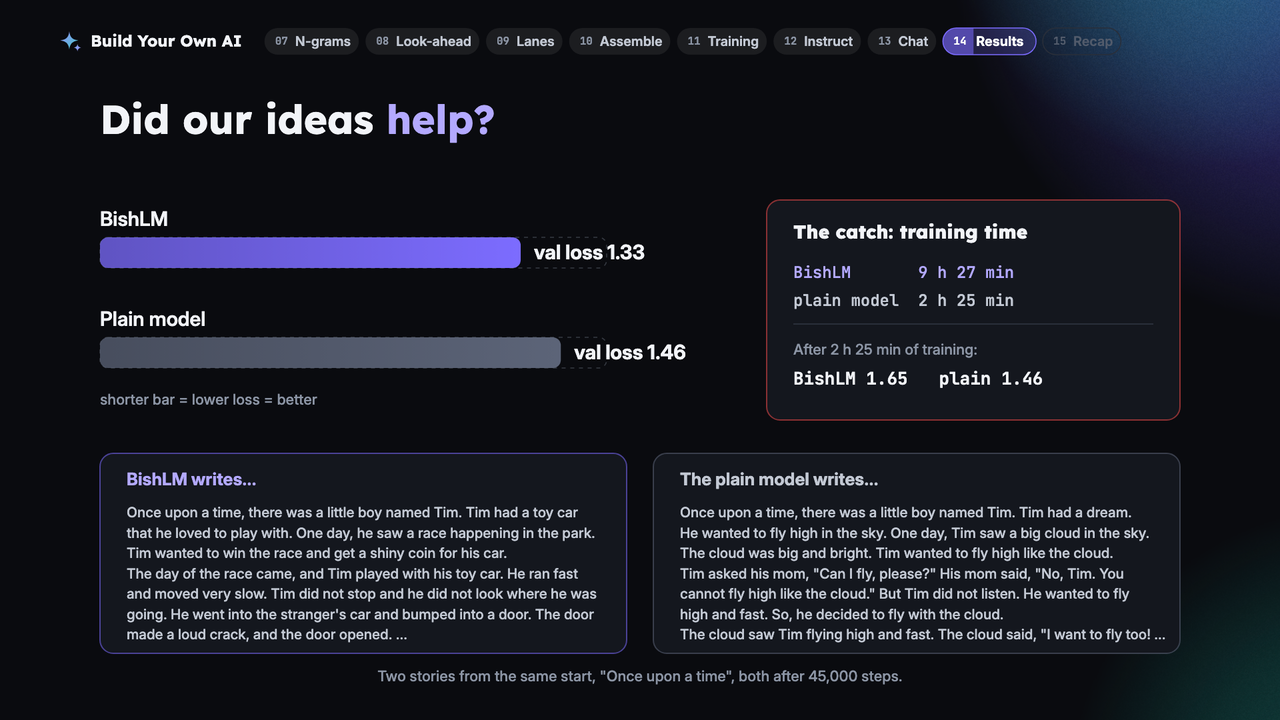 Build Your Own AI
07 N-grams
08 Look-ahead
09 Lanes
10 Assemble
11 Training
12 Instruct
13 Chat
14 Results
15 Recap
Did our ideas help?
BishLM
val loss 1.33
Plain model
val loss 1.46
shorter bar = lower loss = better
The catch: training time
BishLM 9 h 27 min
plain model 2 h 25 min
After 2 h 25 min of training:
BishLM 1.65 plain 1.46
BishLM writes...
Once upon a time, there was a little boy named Tim. Tim had a toy car
that he loved to play with. One day, he saw a race happening in the park.
Tim wanted to win the race and get a shiny coin for his car.
The day of the race came, and Tim played with his toy car. He ran fast
and moved very slow. Tim did not stop and he did not look where he was
going. He went into the stranger's car and bumped into a door. The door
made a loud crack, and the door opened. ...
The plain model writes...
Once upon a time, there was a little boy named Tim. Tim had a dream.
He wanted to fly high in the sky. One day, Tim saw a big cloud in the sky.
The cloud was big and bright. Tim wanted to fly high like the cloud.
Tim asked his mom, "Can I fly, please?" His mom said, "No, Tim. You
cannot fly high like the cloud." But Tim did not listen. He wanted to fly
high and fast. So, he decided to fly with the cloud.
The cloud saw Tim flying high and fast. The cloud said, "I want to fly too! ...
Two stories from the same start, "Once upon a time", both after 45,000 steps.